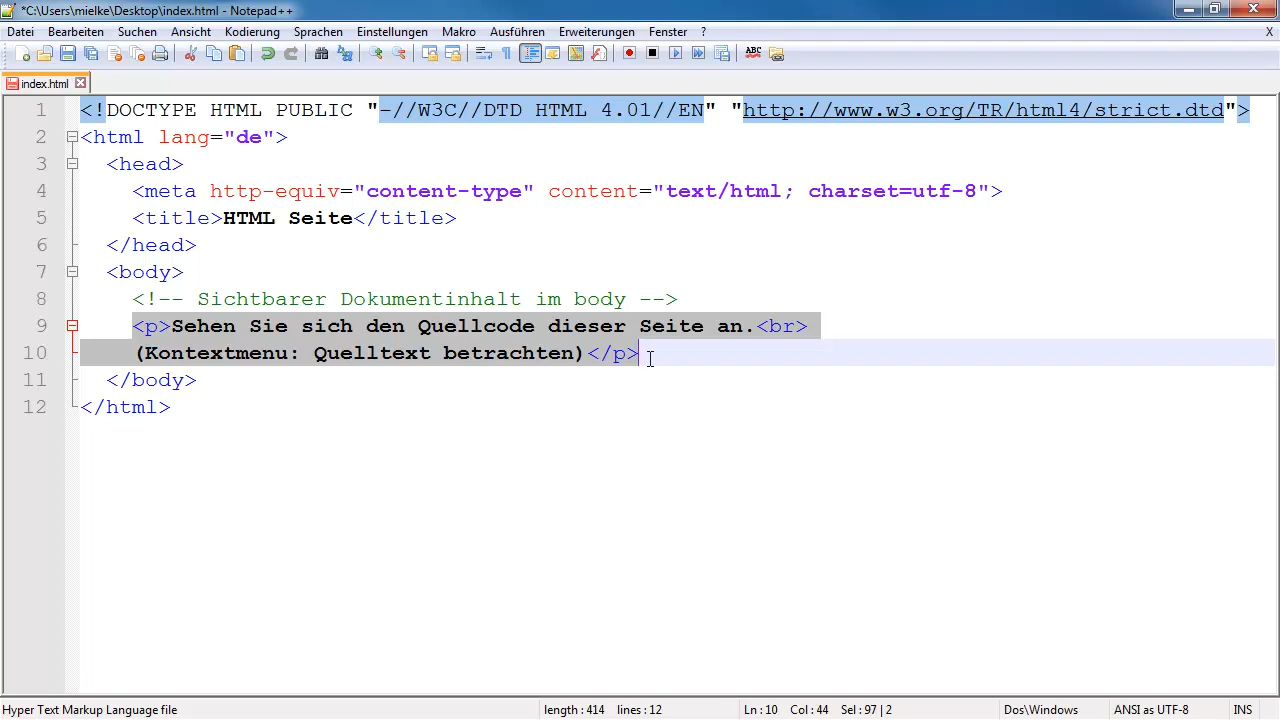 *C:\Users\mielke\Desktop\index.html - Notepad++
Datei Bearbeiten Suchen Ansicht Kodierung Sprachen Einstellungen Makro Ausführen Erweiterungen Fenster ? X
ABC
index.html
1 <!DOCTYPE HTML PUBLIC "-//W3C//DTD HTML 4.01//EN" "http://www.w3.org/TR/html4/strict.dtd">
2 <html lang="de">
3 <head>
4 <meta http-equiv="content-type" content="text/html; charset=utf-8">
5 <title>HTML Seite</title>
6 </head>
7 <body>
8 <!-- Sichtbarer Dokumentinhalt im body -->
9 <p>Sehen Sie sich den Quellcode dieser Seite an.<br>
10 (Kontextmenu: Quelltext betrachten)</p>
11 </body>
12 </html>
Hyper Text Markup Language file length : 414 lines : 12 Ln : 10 Col : 44 Sel : 97 | 2 Dos\Windows ANSI as UTF-8 INS